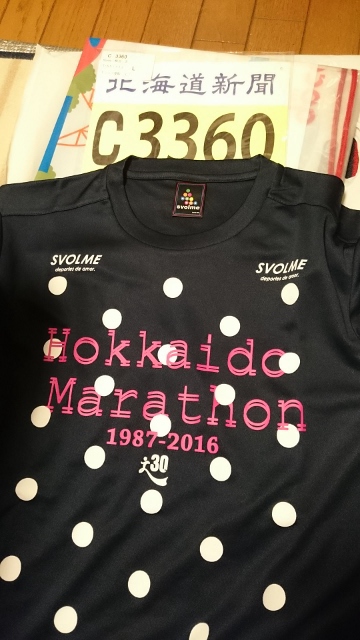 北海道新聞
C3360
svolme
SVOLME
deportes de amor.
SVOLME
deportes de amor.
Hokkaido
Marathon
1987-2016
30